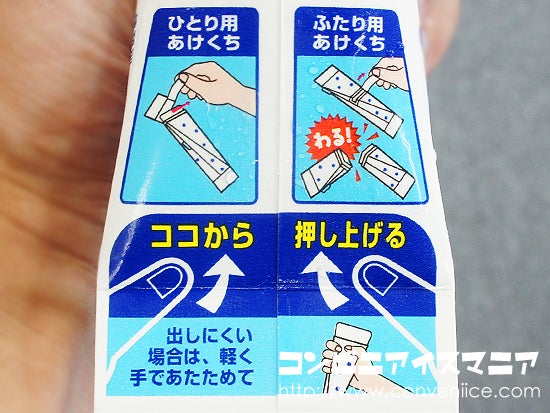 ひとり用
あけくち
ふたり用
あけくち
わる!
ココから
押し上げる
出しにくい
場合は、軽く
手であたためて
コンビニアイスマニア
http://www.conveniice.com